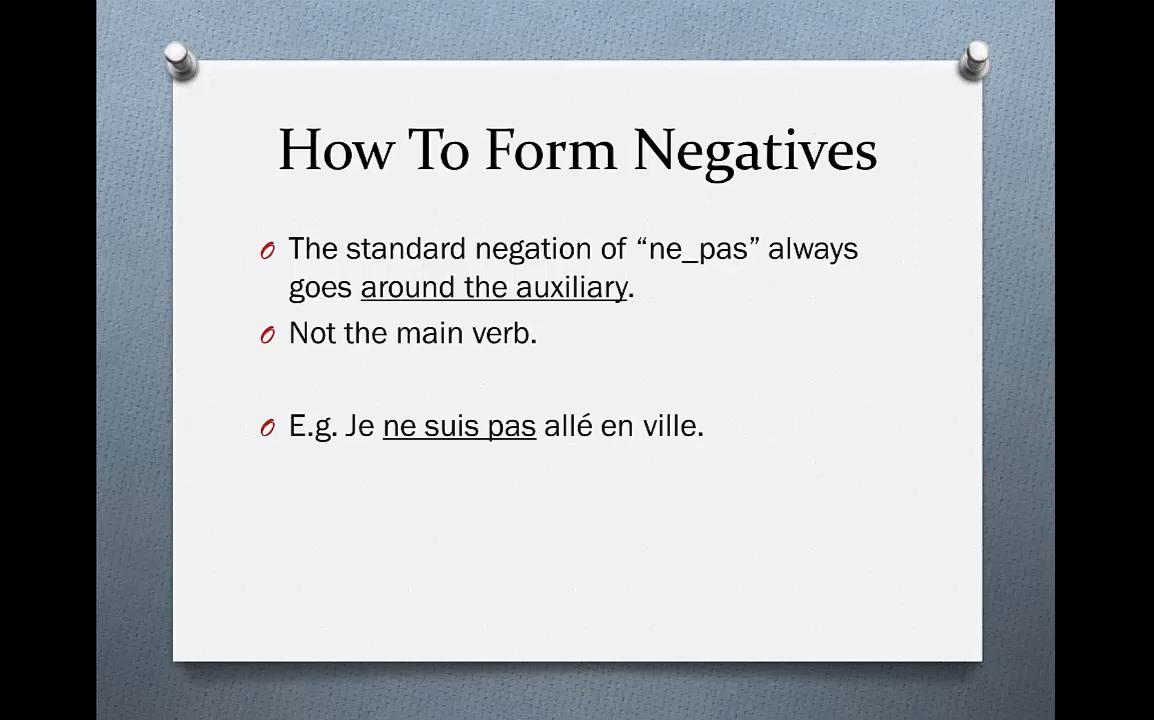 How To Form Negatives
The standard negation of “ne_pas” always
goes around the auxiliary.
Not the main verb.
E.g. Je ne suis pas allé en ville.